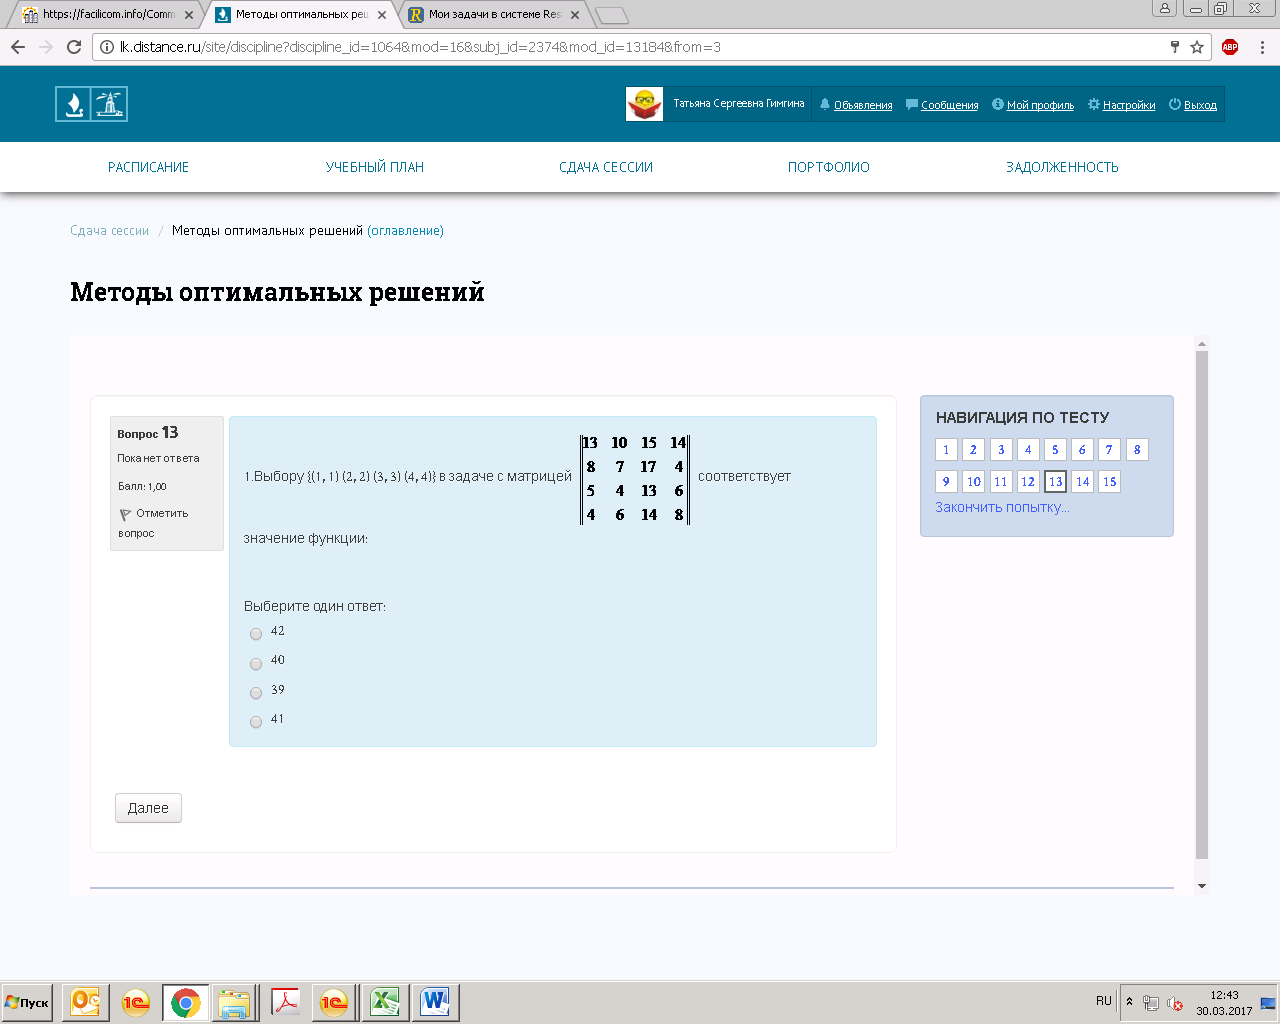 https://facilicom.info/Comm
Методы оптимальных реш
Мои задачи в системе Res
lk.distance.ru/site/discipline?discipline_id=1064&mod=16&subj_id=2374&mod_id=13184&from=3
ABP
Татьяна Сергеевна Гимгина
Объявления
Сообщения
Мой профиль
Настройки
Выход
РАСПИСАНИЕ
УЧЕБНЫЙ ПЛАН
СДАЧА СЕССИИ
ПОРТФОЛИО
ЗАДОЛЖЕННОСТЬ
Сдача сессии / Методы оптимальных решений (оглавление)
Методы оптимальных решений
Вопрос 13
Пока нет ответа
Балл: 1,00
Отметить
вопрос
1.Выбору {(1, 1) (2, 2) (3, 3) (4, 4)} в задаче с матрицей
13 10 15 14
8 7 17 4
5 4 13 6
4 6 14 8
соответствует
значение функции:
Выберите один ответ:
42
40
39
41
Далее
НАВИГАЦИЯ ПО ТЕСТУ
1 2 3 4 5 6 7 8
9 10 11 12 13 14 15
Закончить попытку...
Пуск
RU
12:43
30.03.2017